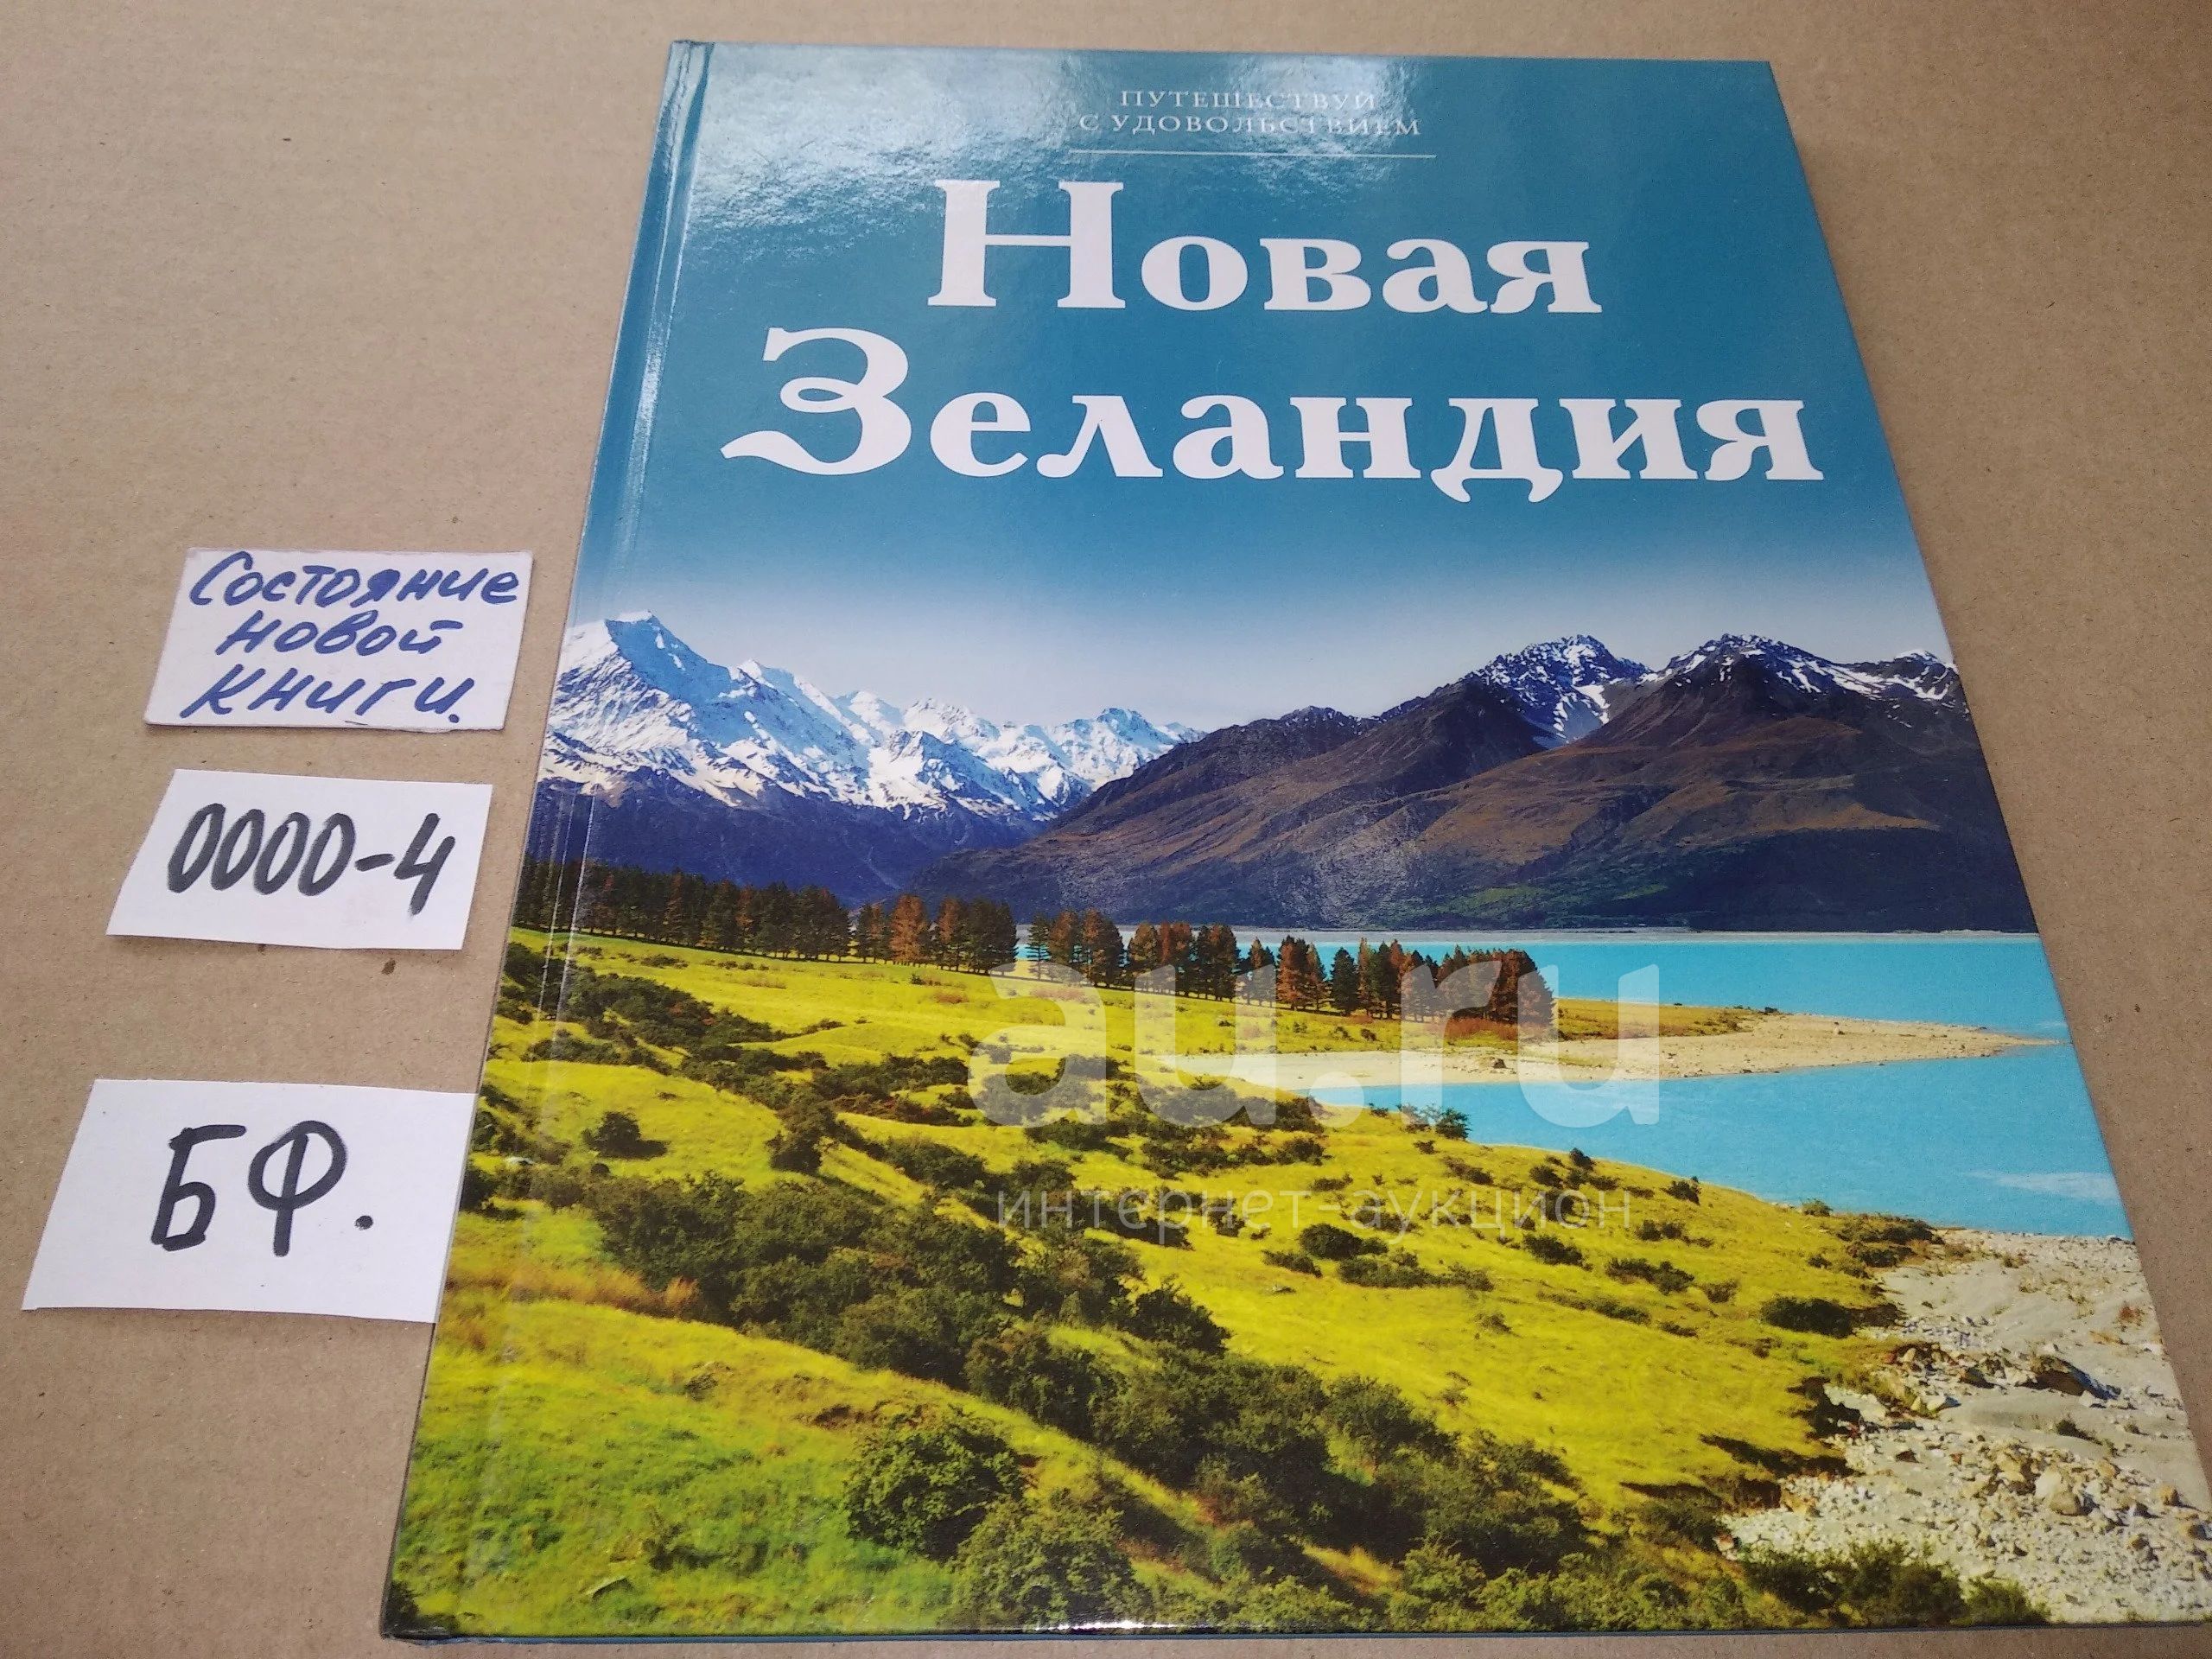 ПУТЕШЕСТВУЙ
С УДОВОЛЬСТВИЕМ
Новая
Зеландия
Состояние
новой
книги.
0000-4
БФ.
au.ru
интернет-аукцион